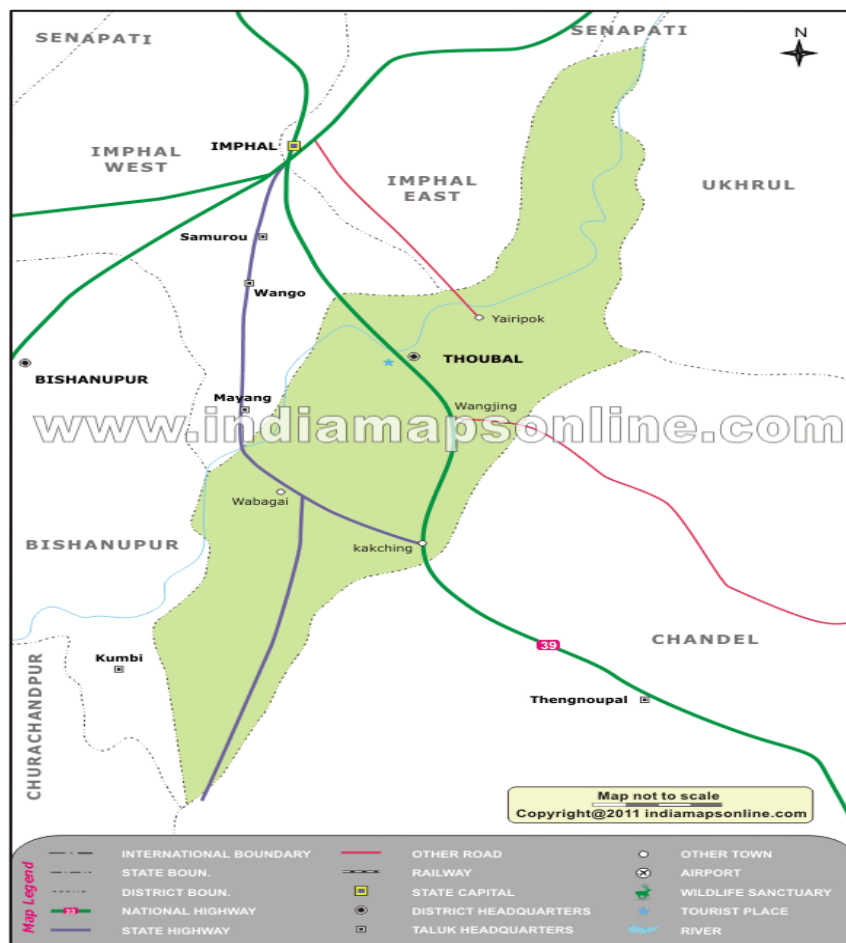 SENAPATI
SENAPATI
N
IMPHAL
IMPHAL
WEST
IMPHAL
EAST
UKHRUL
Samurou
Wango
Yairipok
THOUBAL
BISHANUPUR
Mayang
Wangjing
www.indiamapsonline.com
Wabagai
BISHANUPUR
kakching
CHANDEL
39
Kumbi
CHURACHANDPUR
Thengnoupal
Map not to scale
Copyright@2011 indiamapsonline.com
Map Legend
INTERNATIONAL BOUNDARY
STATE BOUN.
DISTRICT BOUN.
33 NATIONAL HIGHWAY
STATE HIGHWAY
OTHER ROAD
RAILWAY
STATE CAPITAL
DISTRICT HEADQUARTERS
TALUK HEADQUARTERS
OTHER TOWN
AIRPORT
WILDLIFE SANCTUARY
TOURIST PLACE
RIVER